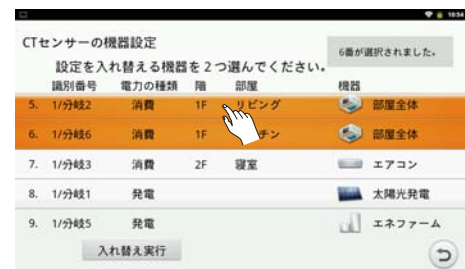 10:54
CTセンサーの機器設定
6番が選択されました。
設定を入れ替える機器を2つ選んでください。
識別番号 電力の種類 階 部屋 機器
5. 1/分岐2 消費 1F リビング 部屋全体
6. 1/分岐6 消費 1F チン 部屋全体
7. 1/分岐3 消費 2F 寝室 エアコン
8. 1/分岐1 発電 太陽光発電
9. 1/分岐5 発電 エネファーム
入れ替え実行